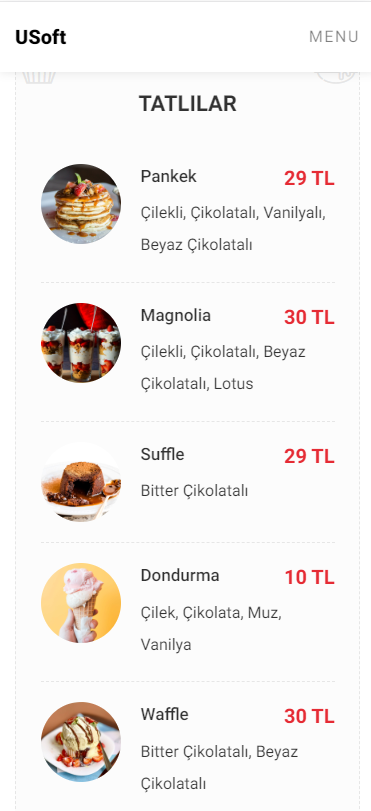 USoft MENU
TATLILAR
Pankek 29 TL
Çilekli, Çikolatalı, Vanilyalı,
Beyaz Çikolatalı
Magnolia 30 TL
Çilekli, Çikolatalı, Beyaz
Çikolatalı, Lotus
Suffle 29 TL
Bitter Çikolatalı
Dondurma 10 TL
Çilek, Çikolata, Muz,
Vanilya
Waffle 30 TL
Bitter Çikolatalı, Beyaz
Çikolatalı